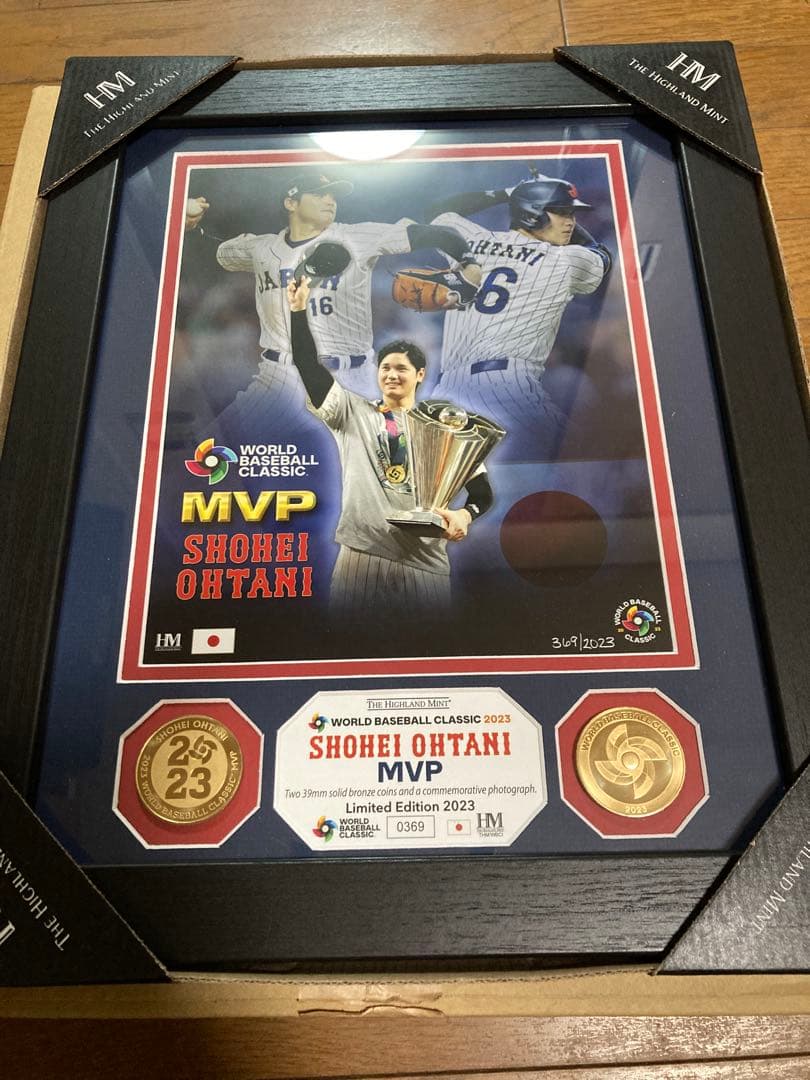 HM
THE HIGHLAND MINT
HM
THE HIGHLAND MINT
JAPAN
16
OHTANI
16
WORLD
BASEBALL
CLASSIC
MVP
SHOHEI
OHTANI
HM
369/2023
WORLD BASEBALL
CLASSIC
SHOHEI OHTANI
2023
2023 WORLD BASEBALL CLASSIC MVP
THE HIGHLAND MINT
WORLD BASEBALL CLASSIC 2023
SHOHEI OHTANI
MVP
Two 39mm solid bronze coins and a commemorative photograph.
Limited Edition 2023
WORLD
BASEBALL
CLASSIC
0369
HM
WORLD BASEBALL CLASSIC
2023
THE HIGHLAND
HIGHLAND MINT